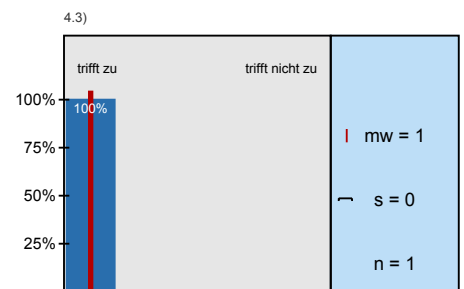 4.3)
trifft zu trifft nicht zu
100%
100%
75%
50%
25%
mw = 1
s = 0
n = 1